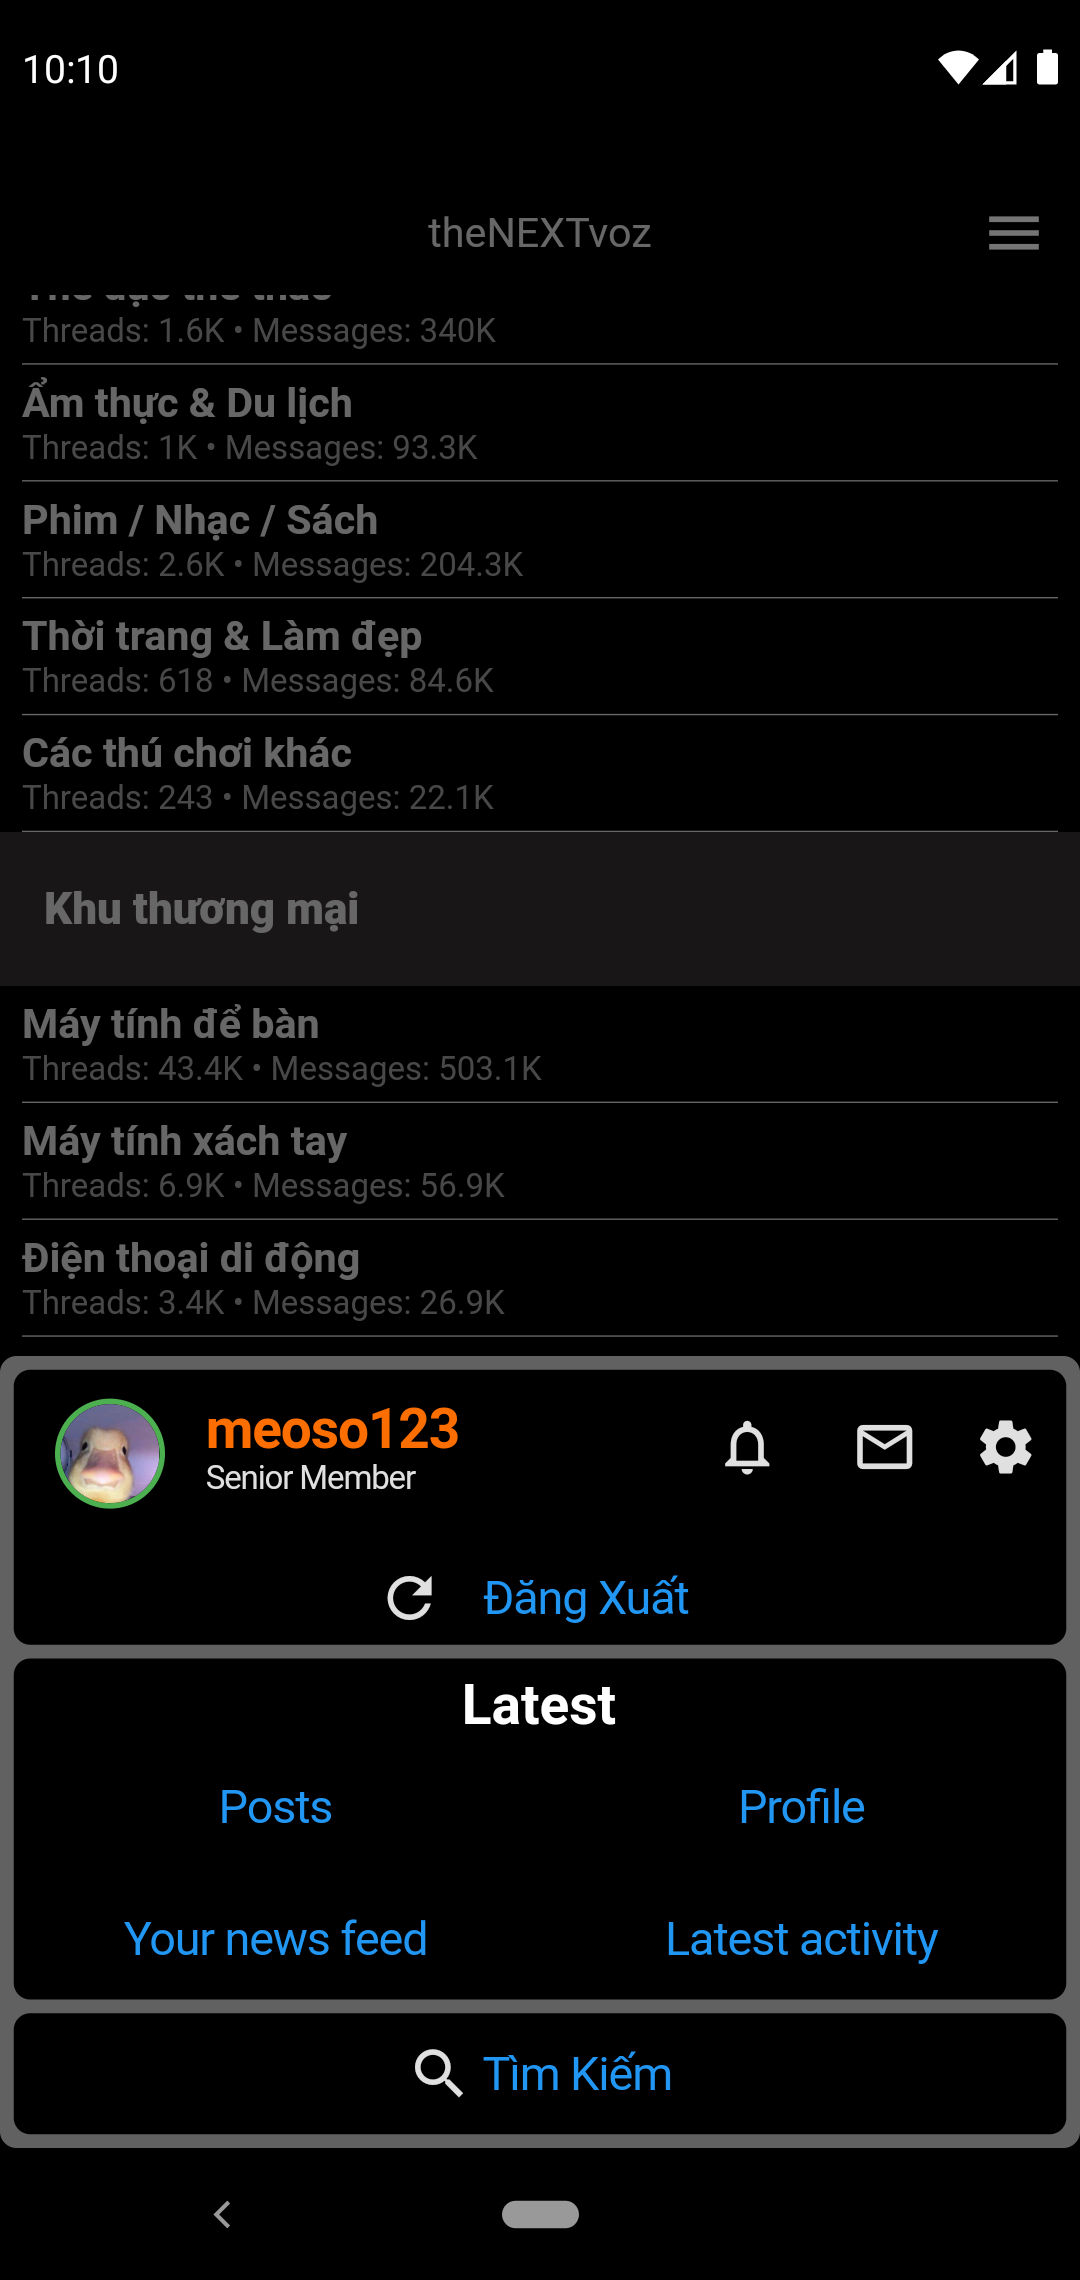 10:10
theNEXTvoz
Thể dục thể thao
Threads: 1.6K • Messages: 340K
Ẩm thực & Du lịch
Threads: 1K • Messages: 93.3K
Phim / Nhạc / Sách
Threads: 2.6K • Messages: 204.3K
Thời trang & Làm đẹp
Threads: 618 • Messages: 84.6K
Các thú chơi khác
Threads: 243 • Messages: 22.1K
Khu thương mại
Máy tính để bàn
Threads: 43.4K • Messages: 503.1K
Máy tính xách tay
Threads: 6.9K • Messages: 56.9K
Điện thoại di động
Threads: 3.4K • Messages: 26.9K
meoso123
Senior Member
Đăng Xuất
Latest
Posts
Profile
Your news feed
Latest activity
Tìm Kiếm